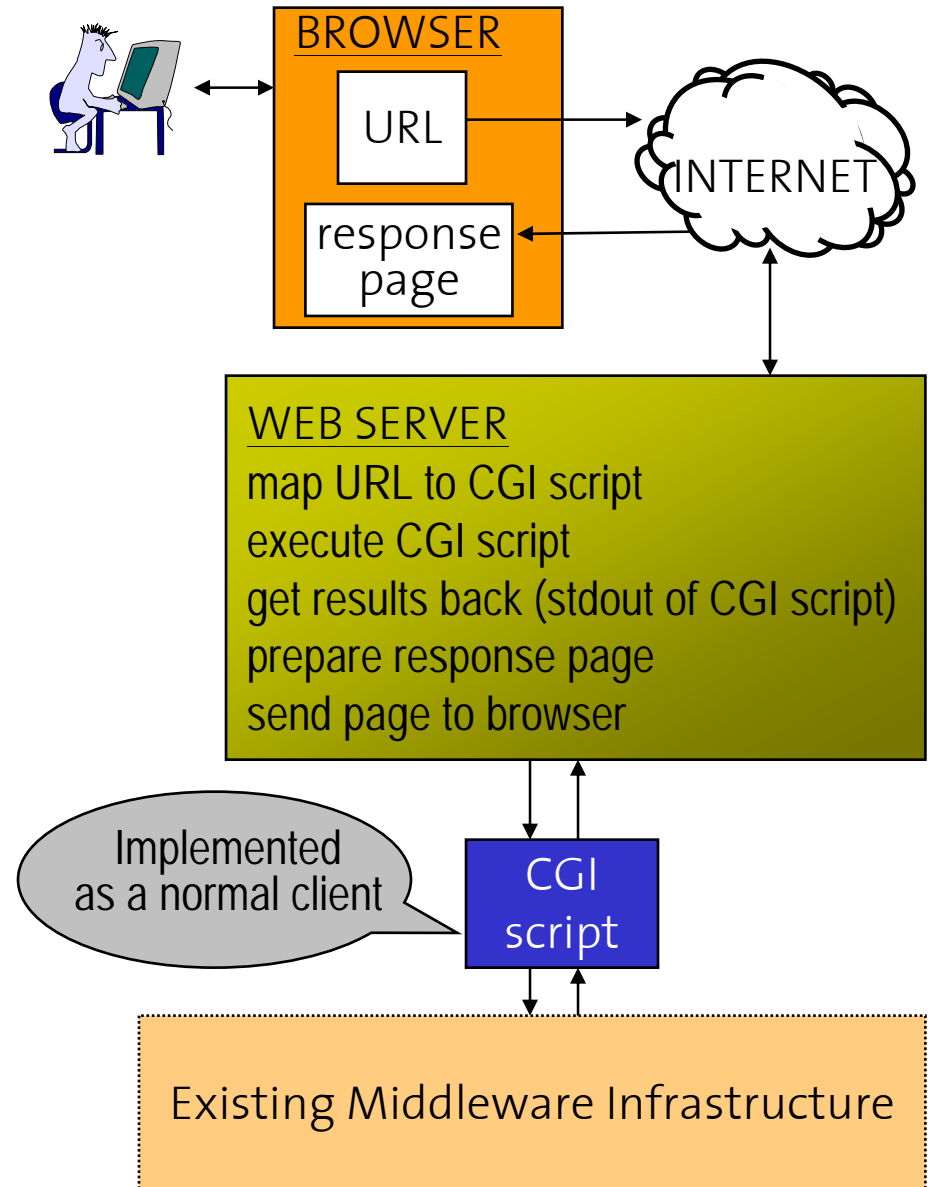 BROWSER
URL
INTERNET
response
page
WEB SERVER
map URL to CGI script
execute CGI script
get results back (stdout of CGI script)
prepare response page
send page to browser
Implemented
as a normal client
CGI
script
Existing Middleware Infrastructure